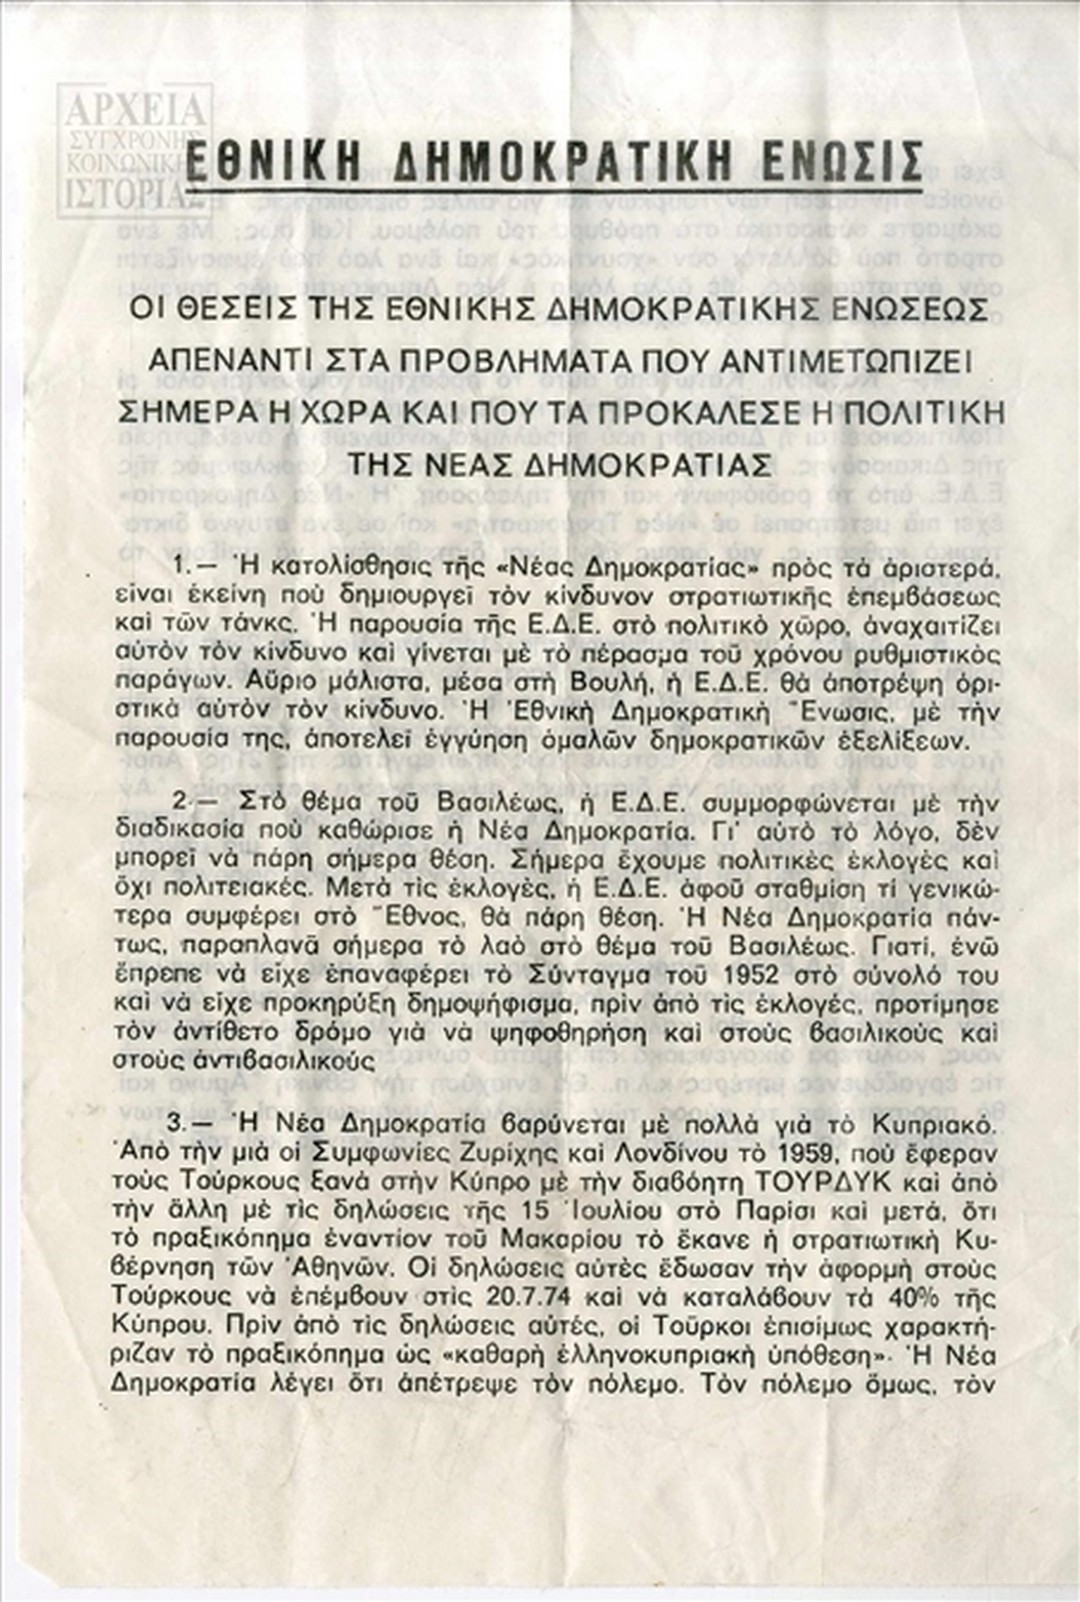 ΑΡΧΕΙΑ
ΣΥΓΧΡΟΝΗΣ
ΚΟΙΝΩΝΙΚΗΣ
ΙΣΤΟΡΙΑΣ
ΕΘΝΙΚΗ ΔΗΜΟΚΡΑΤΙΚΗ ΕΝΩΣΙΣ
ΟΙ ΘΕΣΕΙΣ ΤΗΣ ΕΘΝΙΚΗΣ ΔΗΜΟΚΡΑΤΙΚΗΣ ΕΝΩΣΕΩΣ
ΑΠΕΝΑΝΤΙ ΣΤΑ ΠΡΟΒΛΗΜΑΤΑ ΠΟΥ ΑΝΤΙΜΕΤΩΠΙΖΕΙ
ΣΗΜΕΡΑ Η ΧΩΡΑ ΚΑΙ ΠΟΥ ΤΑ ΠΡΟΚΑΛΕΣΕ Η ΠΟΛΙΤΙΚΗ
ΤΗΣ ΝΕΑΣ ΔΗΜΟΚΡΑΤΙΑΣ
1.— Ἡ κατολίσθησις τῆς «Νέας Δημοκρατίας» πρὸς τὰ ἀριστερά,
εἶναι ἐκείνη ποὺ δημιουργεῖ τὸν κίνδυνον στρατιωτικῆς ἐπεμβάσεως
καὶ τῶν τάνκς. Ἡ παρουσία τῆς Ε.Δ.Ε. στὸ πολιτικὸ χῶρο, ἀναχαιτίζει
αὐτὸν τὸν κίνδυνο καὶ γίνεται μὲ τὸ πέρασμα τοῦ χρόνου ρυθμιστικὸς
παράγων. Αὔριο μάλιστα, μέσα στὴ Βουλή, ἡ Ε.Δ.Ε. θὰ ἀποτρέψη ὁρι-
στικὰ αὐτὸν τὸν κίνδυνο. Ἡ Ἐθνικὴ Δημοκρατικὴ Ἕνωσις, μὲ τὴν
παρουσία της, ἀποτελεῖ ἐγγύηση ὁμαλῶν δημοκρατικῶν ἐξελίξεων.
2.— Στὸ θέμα τοῦ Βασιλέως, ἡ Ε.Δ.Ε. συμμορφώνεται μὲ τὴν
διαδικασία ποὺ καθώρισε ἡ Νέα Δημοκρατία. Γι' αὐτὸ τὸ λόγο, δὲν
μπορεῖ νὰ πάρη σήμερα θέση. Σήμερα ἔχουμε πολιτικὲς ἐκλογὲς καὶ
ὄχι πολιτειακές. Μετὰ τὶς ἐκλογές, ἡ Ε.Δ.Ε. ἀφοῦ σταθμίση τί γενικώ-
τερα συμφέρει στὸ Ἔθνος, θὰ πάρη θέση. Ἡ Νέα Δημοκρατία πάν-
τως, παραπλανᾶ σήμερα τὸ λαὸ στὸ θέμα τοῦ Βασιλέως. Γιατί, ἐνῶ
ἔπρεπε νὰ εἶχε ἐπαναφέρει τὸ Σύνταγμα τοῦ 1952 στὸ σύνολό του
καὶ νὰ εἶχε προκηρύξη δημοψήφισμα, πρὶν ἀπὸ τὶς ἐκλογές, προτίμησε
τὸν ἀντίθετο δρόμο γιὰ νὰ ψηφοθηρήση καὶ στοὺς βασιλικοὺς καὶ
στοὺς ἀντιβασιλικούς
3.— Ἡ Νέα Δημοκρατία βαρύνεται μὲ πολλὰ γιὰ τὸ Κυπριακό.
Ἀπὸ τὴν μιὰ οἱ Συμφωνίες Ζυρίχης καὶ Λονδίνου τὸ 1959, ποὺ ἔφεραν
τοὺς Τούρκους ξανὰ στὴν Κύπρο μὲ τὴν διαβόητη ΤΟΥΡΔΥΚ καὶ ἀπὸ
τὴν ἄλλη μὲ τὶς δηλώσεις τῆς 15 Ἰουλίου στὸ Παρίσι καὶ μετά, ὅτι
τὸ πραξικόπημα ἐναντίον τοῦ Μακαρίου τὸ ἔκανε ἡ στρατιωτικὴ Κυ-
βέρνηση τῶν Ἀθηνῶν. Οἱ δηλώσεις αὐτὲς ἔδωσαν τὴν ἀφορμὴ στοὺς
Τούρκους νὰ ἐπέμβουν στὶς 20.7.74 καὶ νὰ καταλάβουν τὰ 40% τῆς
Κύπρου. Πρὶν ἀπὸ τὶς δηλώσεις αὐτές, οἱ Τοῦρκοι ἐπισίμως χαρακτή-
ριζαν τὸ πραξικόπημα ὡς «καθαρὴ ἑλληνοκυπριακὴ ὑπόθεση». Ἡ Νέα
Δημοκρατία λέγει ὅτι ἀπέτρεψε τὸν πόλεμο. Τὸν πόλεμο ὅμως, τὸν